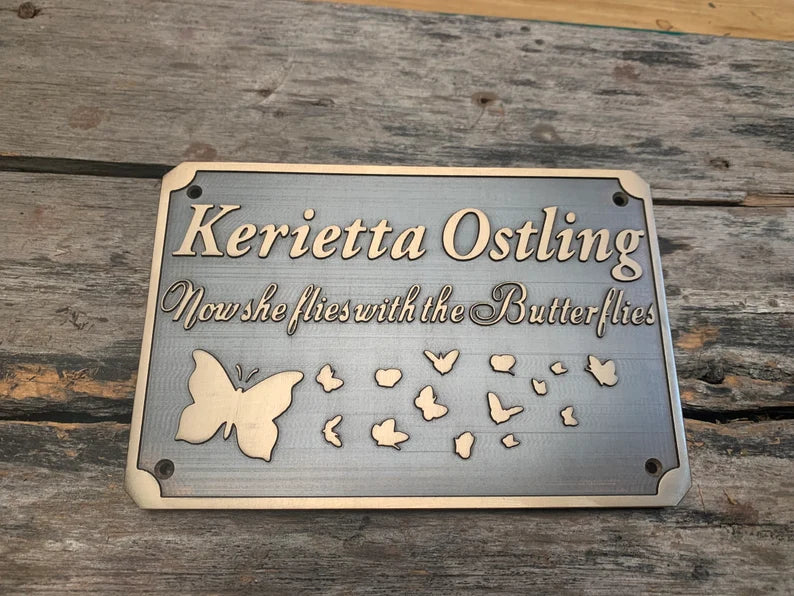 Kerietta Ostling
Now she flies with the Butterflies